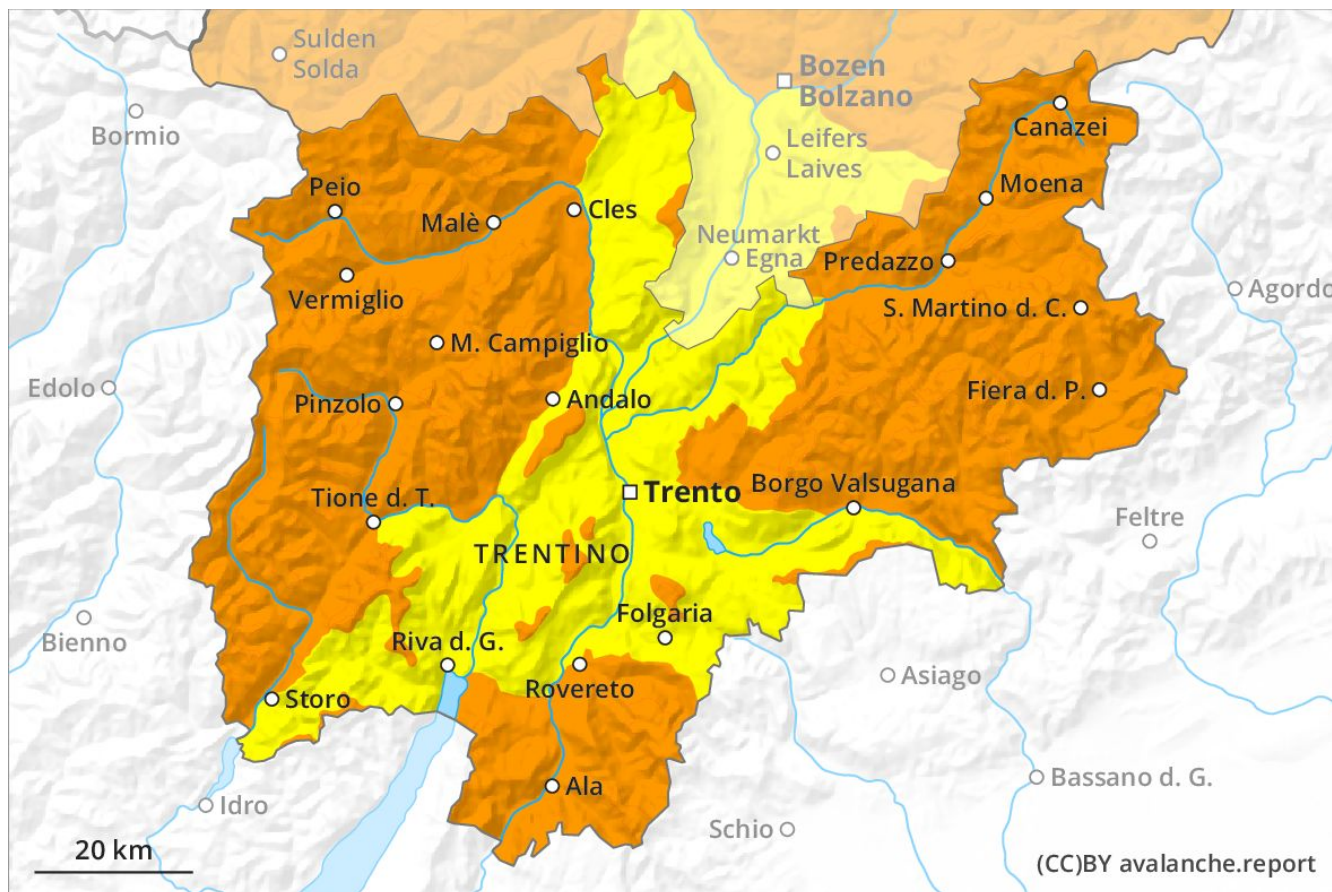 Sulden
Solda
Bozen
Bolzano
Bormio
Canazei
Leifers
Laives
Peio
Moena
Malè
Cles
Neumarkt
Egna
Predazzo
Vermiglio
Agordo
S. Martino d. C.
M. Campiglio
Edolo
Fiera d. P.
Pinzolo
Andalo
Borgo Valsugana
Trento
Tione d. T.
Feltre
TRENTINO
Folgaria
Bienno
Riva d. G.
Asiago
Rovereto
Storo
Bassano d. G.
Ala
Idro
Schio
20 km
(CC)BY avalanche.report